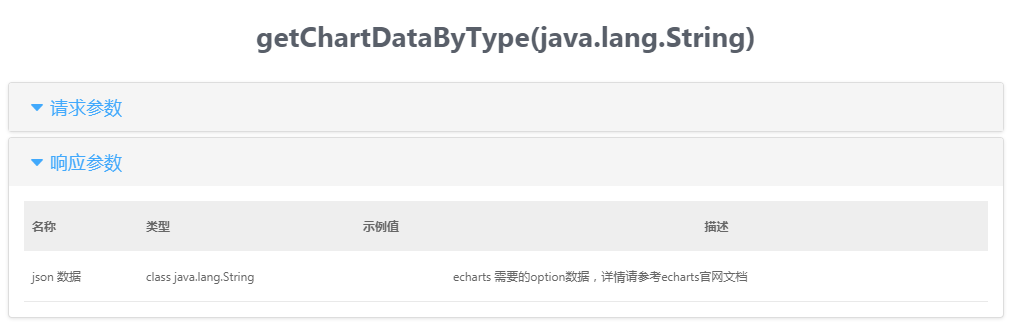 getChartDataByType(java.lang.String)
请求参数
响应参数
名称 类型 示例值 描述
json 数据 class java.lang.String echarts 需要的option数据，详情请参考echarts官网文档